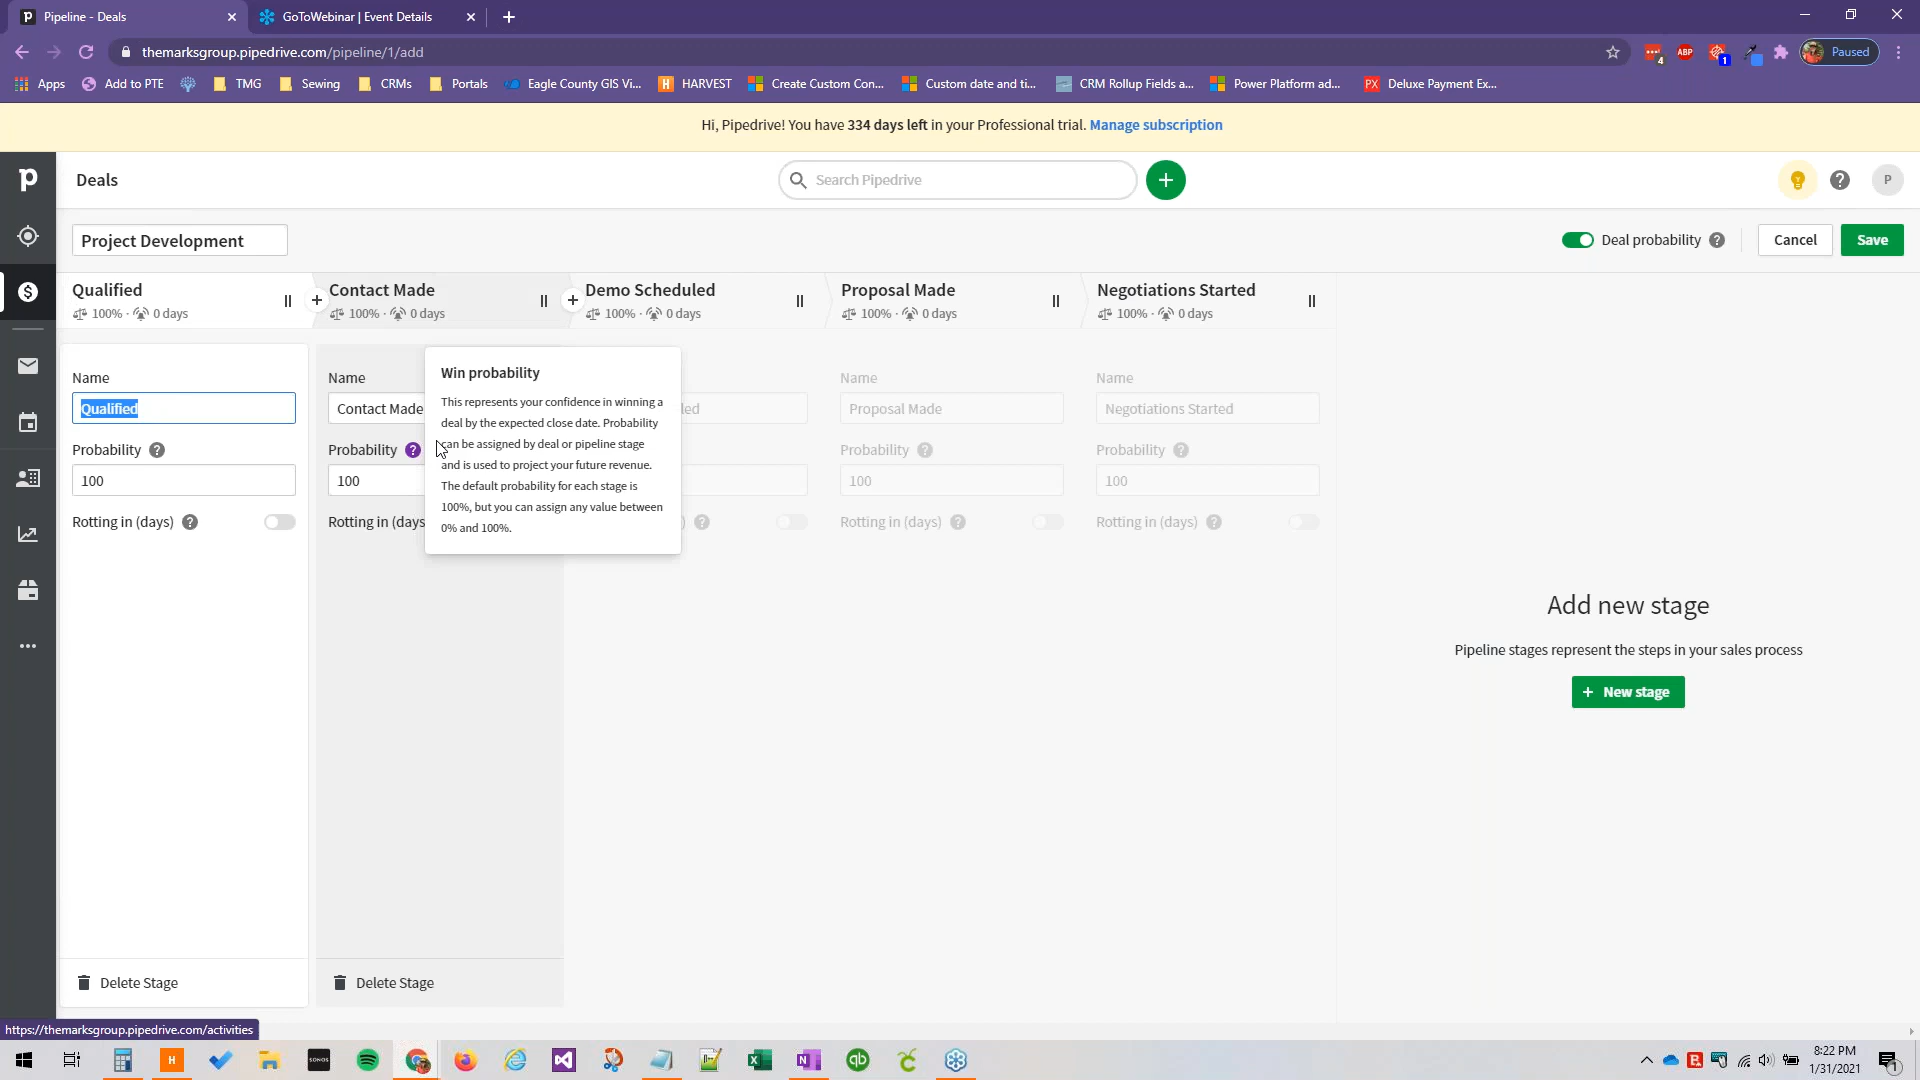 Pipeline - Deals
GoToWebinar | Event Details
themarksgroup.pipedrive.com/pipeline/1/add
4
ABP
1
Paused
Apps
Add to PTE
TMG
Sewing
CRMs
Portals
Eagle County GIS Vi...
H HARVEST
Create Custom Con...
Custom date and ti...
CRM Rollup Fields a...
Power Platform ad...
PX Deluxe Payment Ex...
Hi, Pipedrive! You have 334 days left in your Professional trial. Manage subscription
Deals
Search Pipedrive
P
Project Development
Deal probability
Cancel
Save
Qualified
100% · 0 days
Contact Made
100% · 0 days
Demo Scheduled
100% · 0 days
Proposal Made
100% · 0 days
Negotiations Started
100% · 0 days
Name
Qualified
Probability
100
Rotting in (days)
Name
Contact Made
Probability
100
Rotting in (days
Win probability
This represents your confidence in winning a
deal by the expected close date. Probability
can be assigned by deal or pipeline stage
and is used to project your future revenue.
The default probability for each stage is
100%, but you can assign any value between
0% and 100%.
led
)
Name
Proposal Made
Probability
100
Rotting in (days)
Name
Negotiations Started
Probability
100
Rotting in (days)
Add new stage
Pipeline stages represent the steps in your sales process
+ New stage
Delete Stage
Delete Stage
https://themarksgroup.pipedrive.com/activities
H
SONOS
qb
8:22 PM
1/31/2021
1